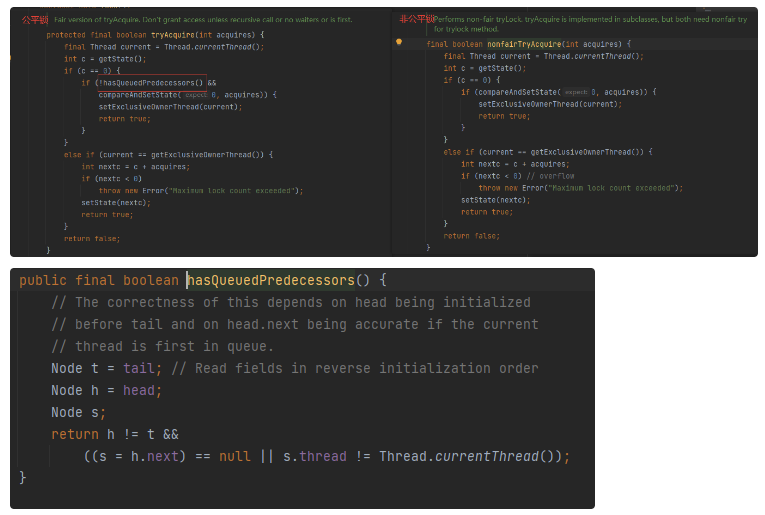 公平锁
Fair version of tryAcquire. Don't grant access unless recursive call or no waiters or is first.
protected final boolean tryAcquire(int acquires) {
final Thread current = Thread.currentThread();
int c = getState();
if (c == 0) {
if (!hasQueuedPredecessors() &&
compareAndSetState( expect: 0, acquires)) {
setExclusiveOwnerThread(current);
return true;
}
}
else if (current == getExclusiveOwnerThread()) {
int nextc = c + acquires;
if (nextc < 0)
throw new Error("Maximum lock count exceeded");
setState(nextc);
return true;
}
return false;
}
非公平锁
Performs non-fair tryLock. tryAcquire is implemented in subclasses, but both need nonfair try
for trylock method.
final boolean nonfairTryAcquire(int acquires) {
final Thread current = Thread.currentThread();
int c = getState();
if (c == 0) {
if (compareAndSetState( expect: 0, acquires)) {
setExclusiveOwnerThread(current);
return true;
}
}
else if (current == getExclusiveOwnerThread()) {
int nextc = c + acquires;
if (nextc < 0) // overflow
throw new Error("Maximum lock count exceeded");
setState(nextc);
return true;
}
return false;
}
public final boolean hasQueuedPredecessors() {
// The correctness of this depends on head being initialized
// before tail and on head.next being accurate if the current
// thread is first in queue.
Node t = tail; // Read fields in reverse initialization order
Node h = head;
Node s;
return h != t &&
((s = h.next) == null || s.thread != Thread.currentThread());
}